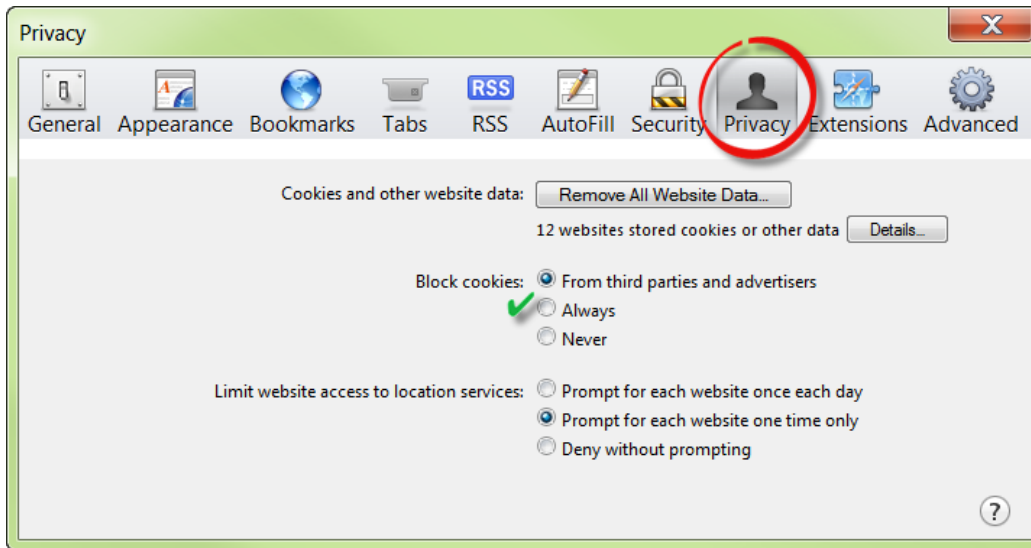 Privacy
X
RSS
General Appearance Bookmarks Tabs RSS AutoFill Security Privacy Extensions Advanced
Cookies and other website data: Remove All Website Data...
12 websites stored cookies or other data Details...
Block cookies: From third parties and advertisers
Always
Never
Limit website access to location services: Prompt for each website once each day
Prompt for each website one time only
Deny without prompting
?